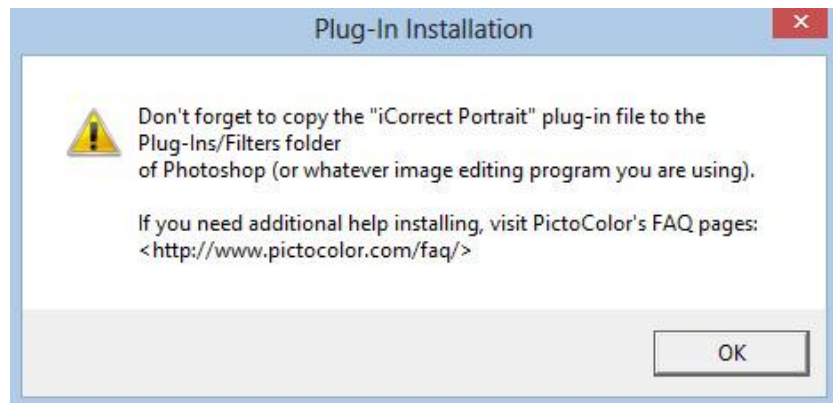 Plug-In Installation
Don't forget to copy the "iCorrect Portrait" plug-in file to the
Plug-Ins/Filters folder
of Photoshop (or whatever image editing program you are using).
If you need additional help installing, visit PictoColor's FAQ pages:
<http://www.pictocolor.com/faq/>
OK